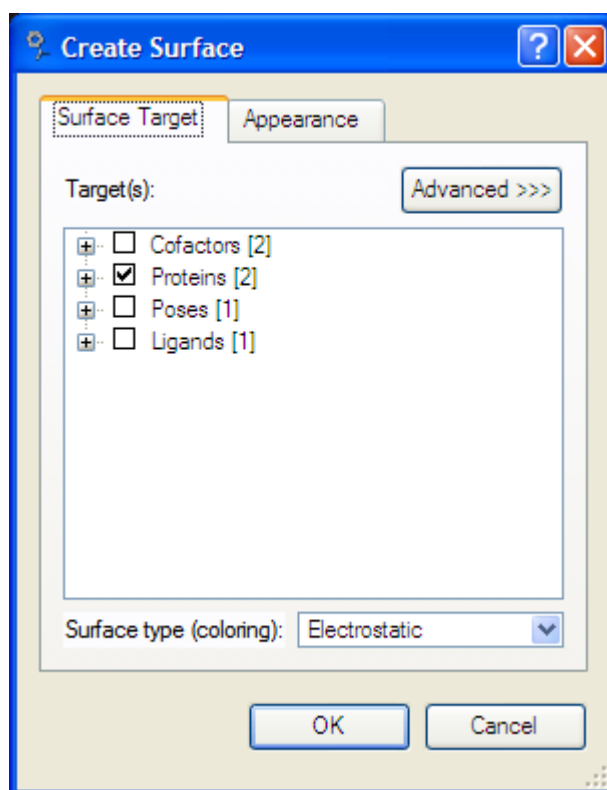 Create Surface
Surface Target Appearance
Target(s): Advanced >>>
Cofactors [2]
Proteins [2]
Poses [1]
Ligands [1]
Surface type (coloring): Electrostatic
OK Cancel